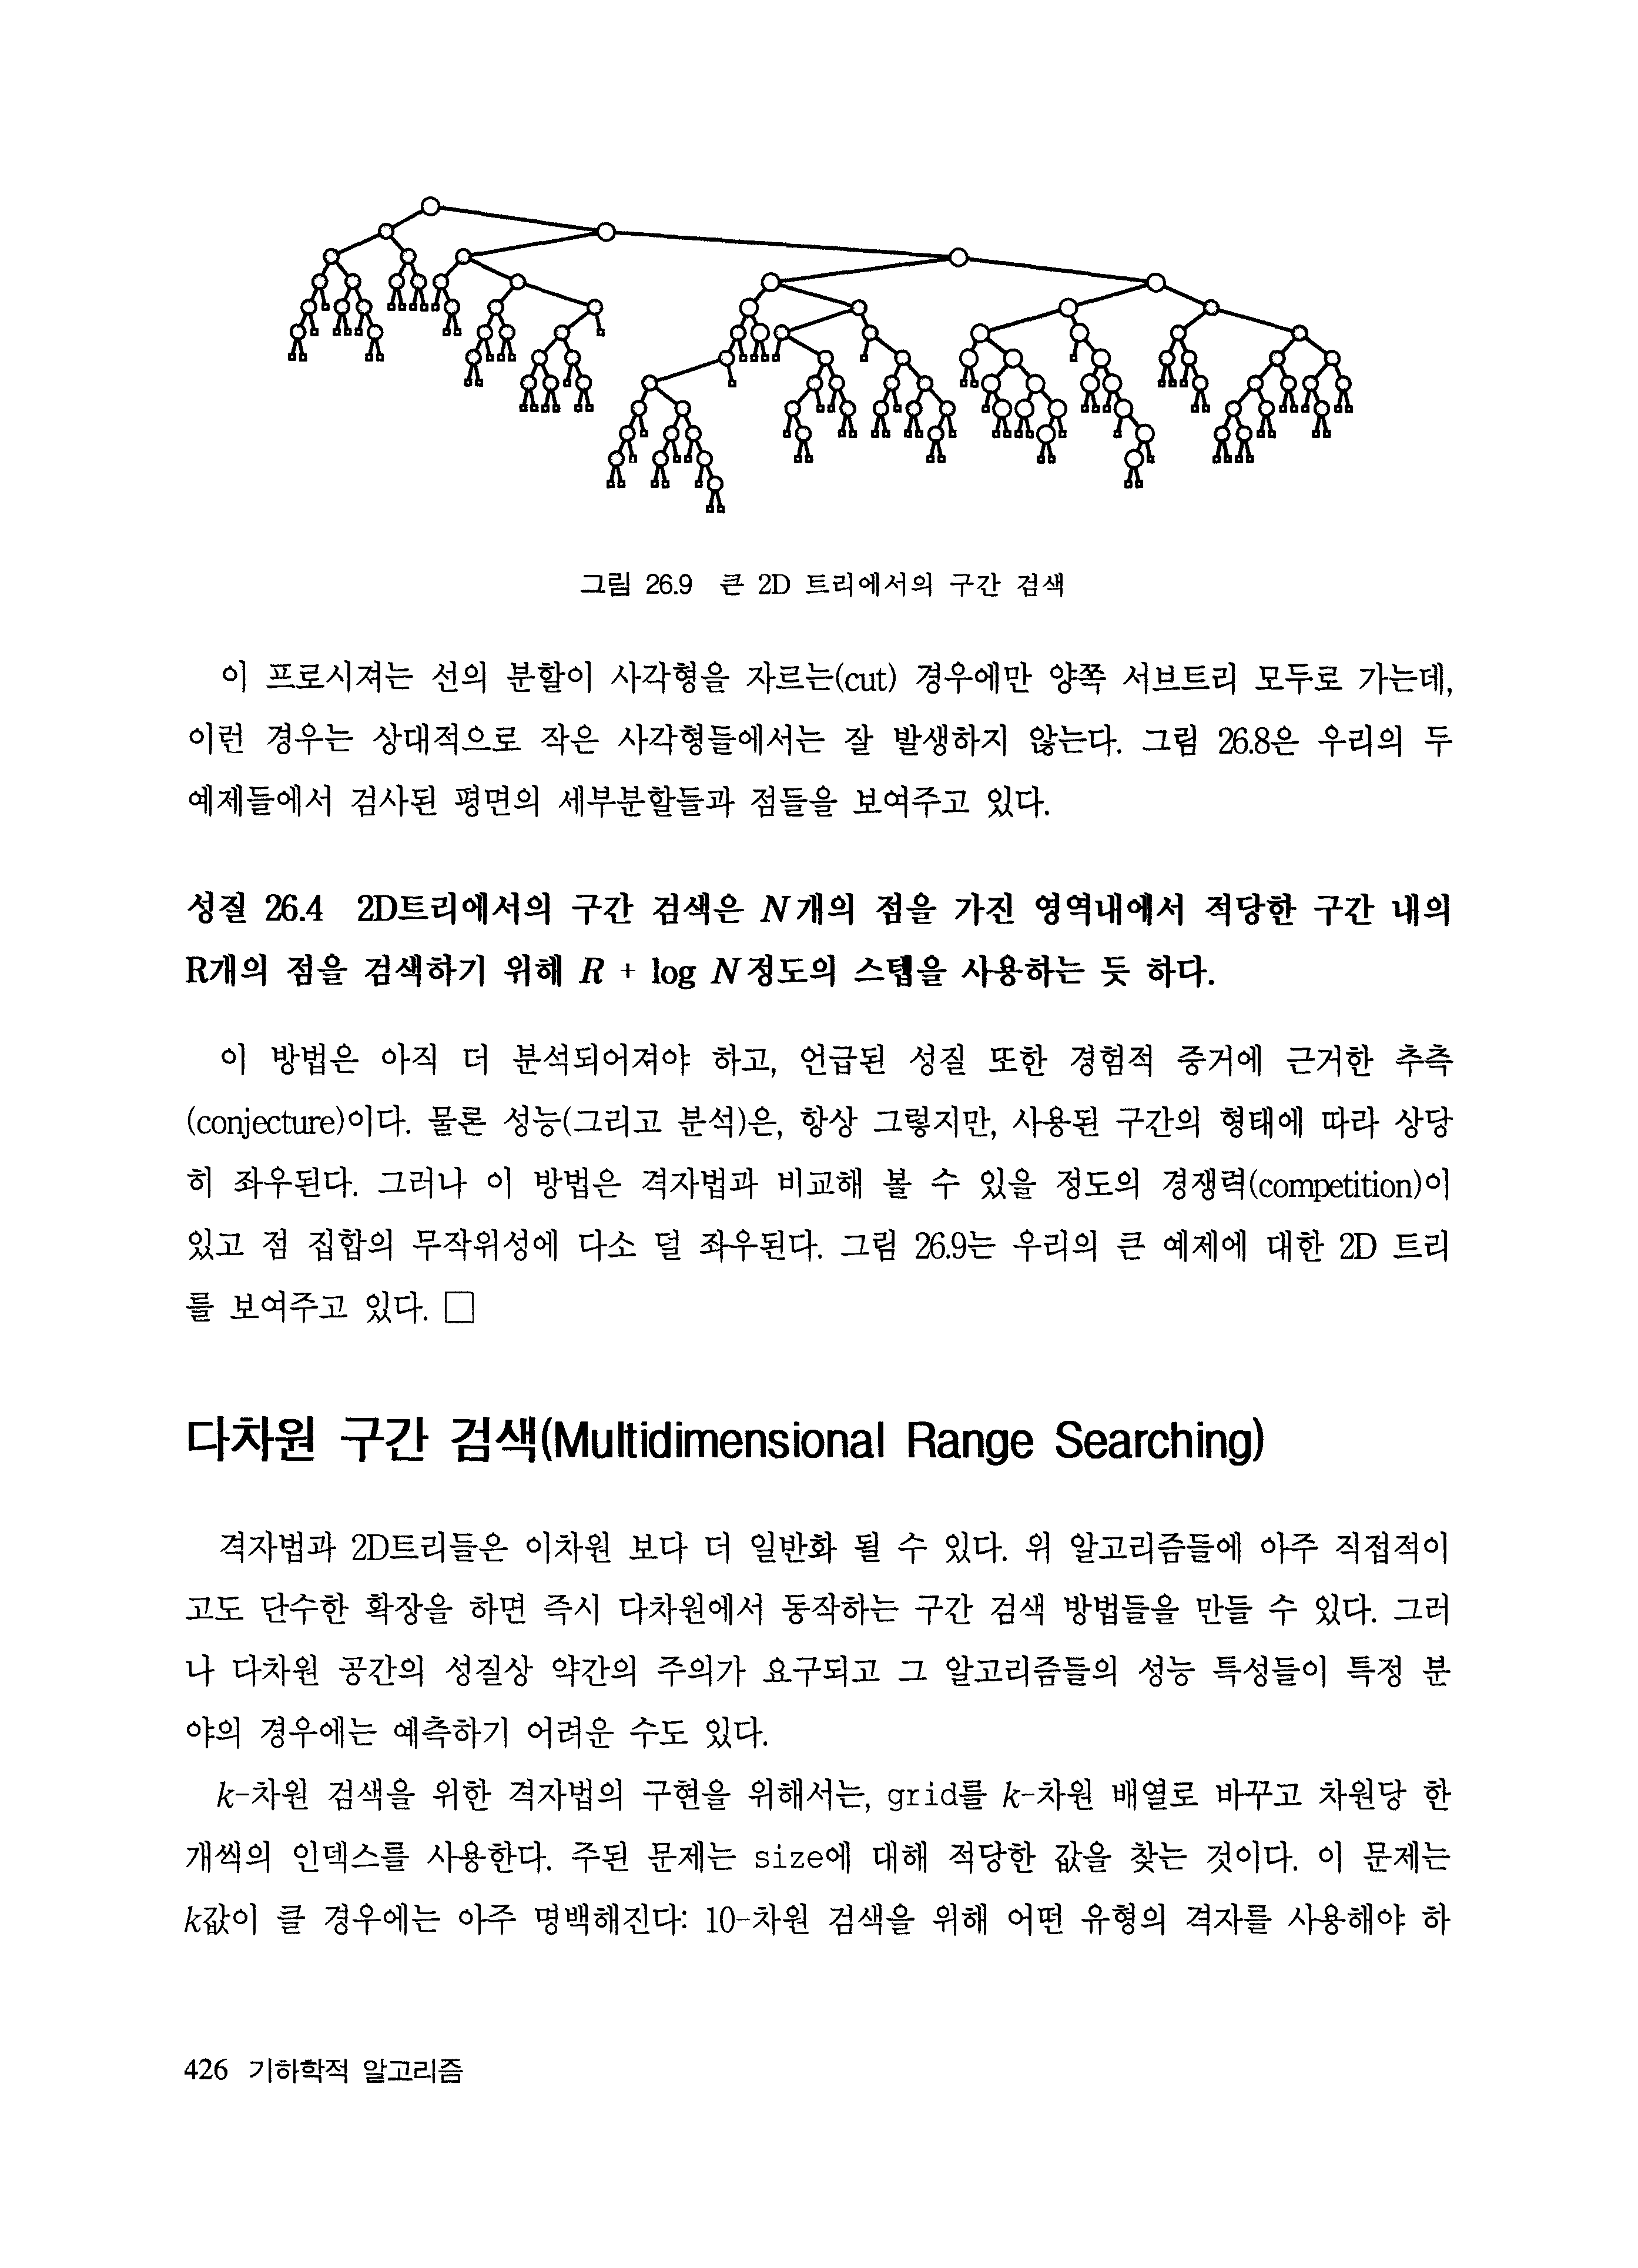 그림 26.9 큰 2D 트리에서의 구간 검색
이 프로시져는 선의 분할이 사각형을 자르는(cut) 경우에만 양쪽 서브트리 모두로 가는데,
이런 경우는 상대적으로 작은 사각형들에서는 잘 발생하지 않는다. 그림 26.8은 우리의 두
예제들에서 검사된 평면의 세부분할들과 점들을 보여주고 있다.
성질 26.4 2D트리에서의 구간 검색은 N개의 점을 가진 영역내에서 적당한 구간 내의
R개의 점을 검색하기 위해 R + log N정도의 스텝을 사용하는 듯 하다.
이 방법은 아직 더 분석되어져야 하고, 언급된 성질 또한 경험적 증거에 근거한 추측
(conjecture)이다. 물론 성능(그리고 분석)은, 항상 그렇지만, 사용된 구간의 형태에 따라 상당
히 좌우된다. 그러나 이 방법은 격자법과 비교해 볼 수 있을 정도의 경쟁력(competition)이
있고 점 집합의 무작위성에 다소 덜 좌우된다. 그림 26.9는 우리의 큰 예제에 대한 2D 트리
를 보여주고 있다. □
다차원 구간 검색(Multidimensional Range Searching)
격자법과 2D트리들은 이차원 보다 더 일반화 될 수 있다. 위 알고리즘들에 아주 직접적이
고도 단수한 확장을 하면 즉시 다차원에서 동작하는 구간 검색 방법들을 만들 수 있다. 그러
나 다차원 공간의 성질상 약간의 주의가 요구되고 그 알고리즘들의 성능 특성들이 특정 분
야의 경우에는 예측하기 어려운 수도 있다.
k-차원 검색을 위한 격자법의 구현을 위해서는, grid를 k-차원 배열로 바꾸고 차원당 한
개씩의 인덱스를 사용한다. 주된 문제는 size에 대해 적당한 값을 찾는 것이다. 이 문제는
k값이 클 경우에는 아주 명백해진다: 10-차원 검색을 위해 어떤 유형의 격자를 사용해야 하
426 기하학적 알고리즘